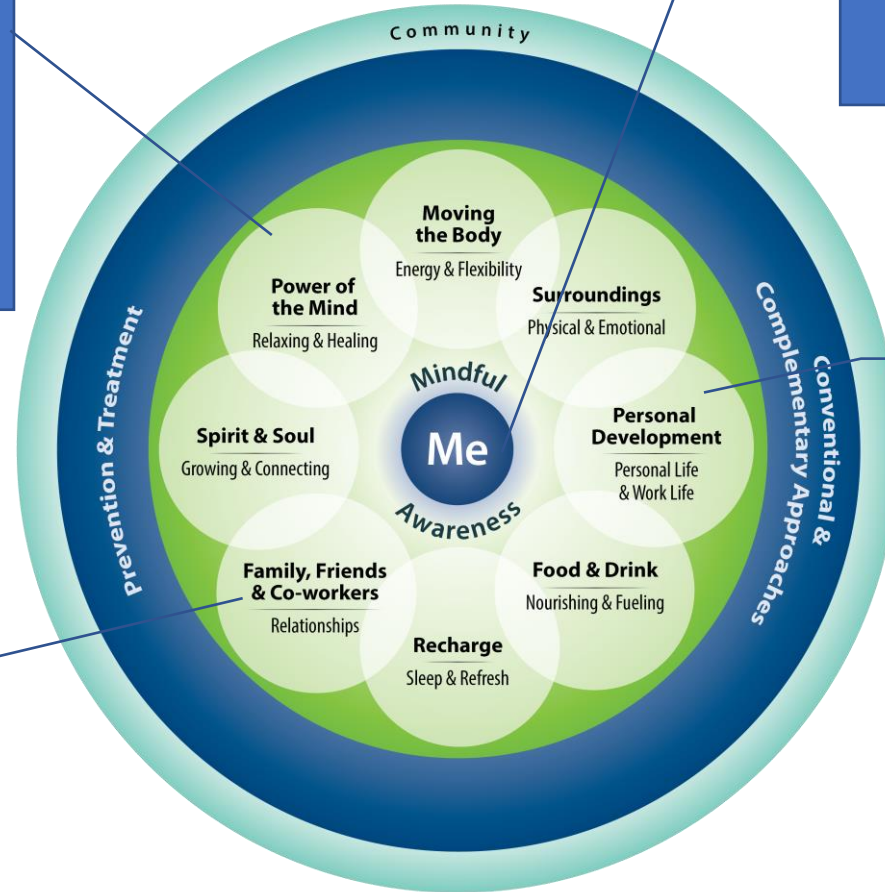 Community
Moving
the Body
Energy & Flexibility
Surroundings
Physical & Emotional
Personal
Development
Personal Life
& Work Life
Food & Drink
Nourishing & Fueling
Recharge
Sleep & Refresh
Family, Friends
& Co-workers
Relationships
Spirit & Soul
Growing & Connecting
Power of
the Mind
Relaxing & Healing
Mindful
Me
Awareness
Prevention & Treatment
Conventional &
Complementary Approaches